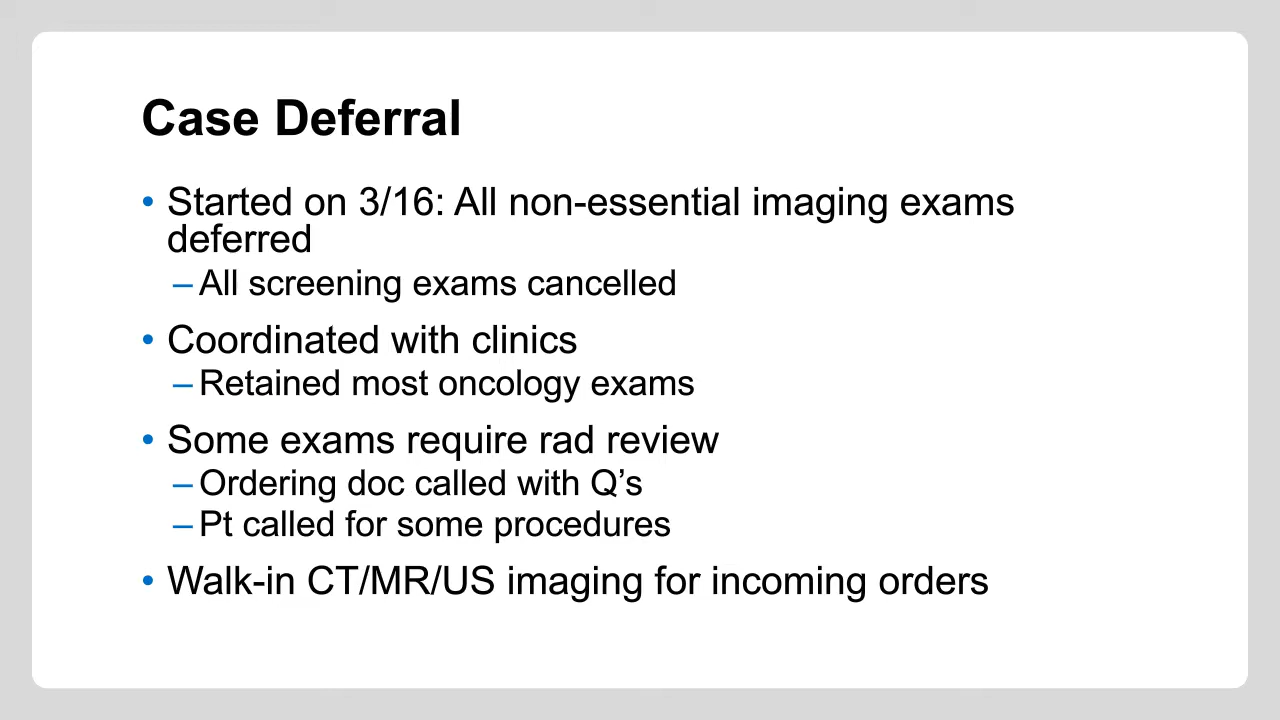 Case Deferral
• Started on 3/16: All non-essential imaging exams
deferred
– All screening exams cancelled
• Coordinated with clinics
– Retained most oncology exams
• Some exams require rad review
– Ordering doc called with Q’s
– Pt called for some procedures
• Walk-in CT/MR/US imaging for incoming orders